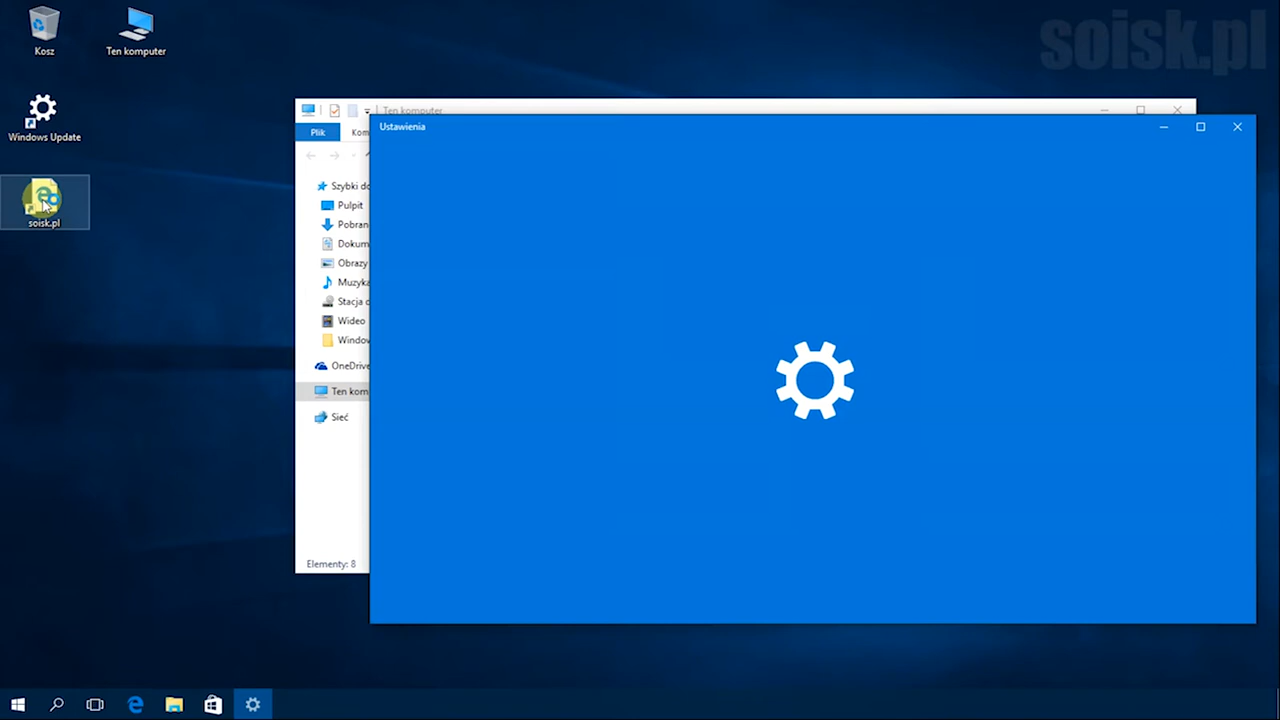 soisk.pl
Kosz
Ten komputer
Windows Update
soisk.pl
Ten komputer
Plik
Kom
Ustawienia
Szybki do
Pulpit
Pobran
Dokum
Obrazy
Muzyka
Stacja d
Wideo
Window
OneDrive
Ten kom
Sieć
Elementy: 8